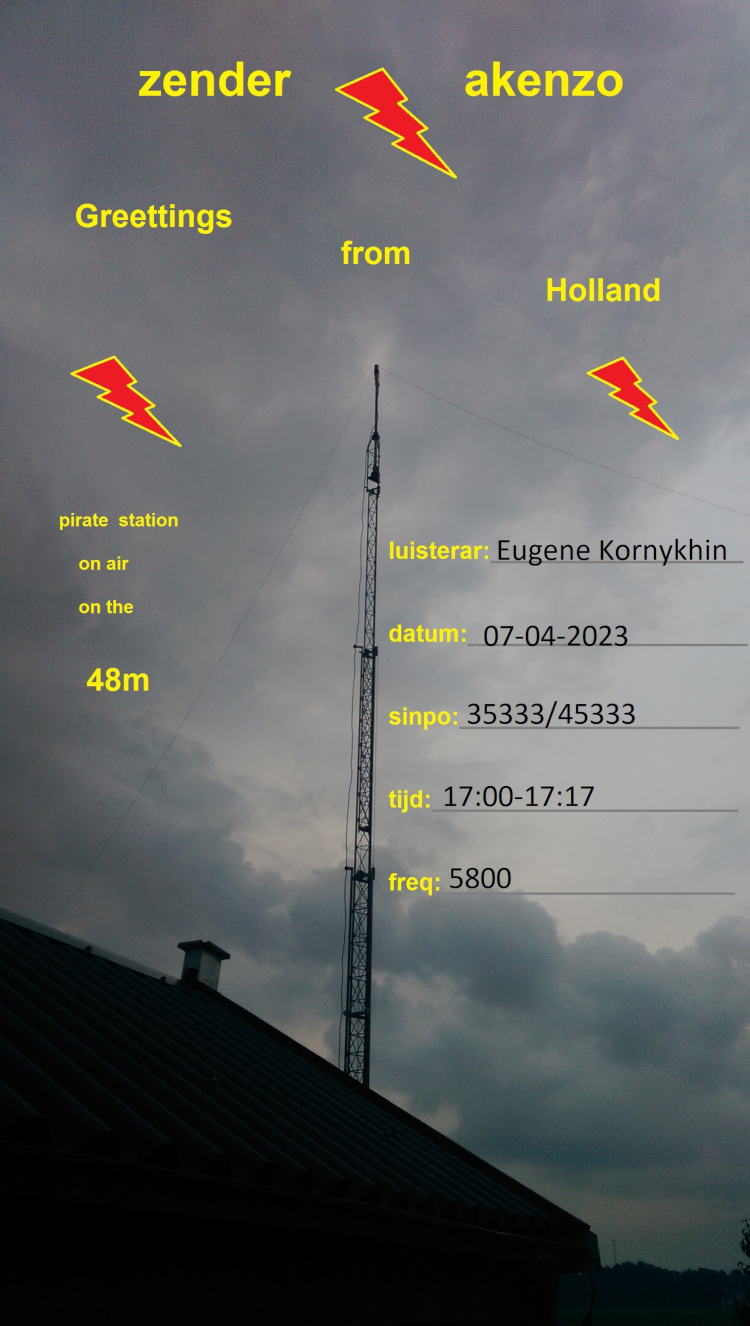 zender akenzo
Greettings
from
Holland
pirate station
on air
on the
48m
luisterar: Eugene Kornykhin
datum: 07-04-2023
sinpo: 35333/45333
tijd: 17:00-17:17
freq: 5800